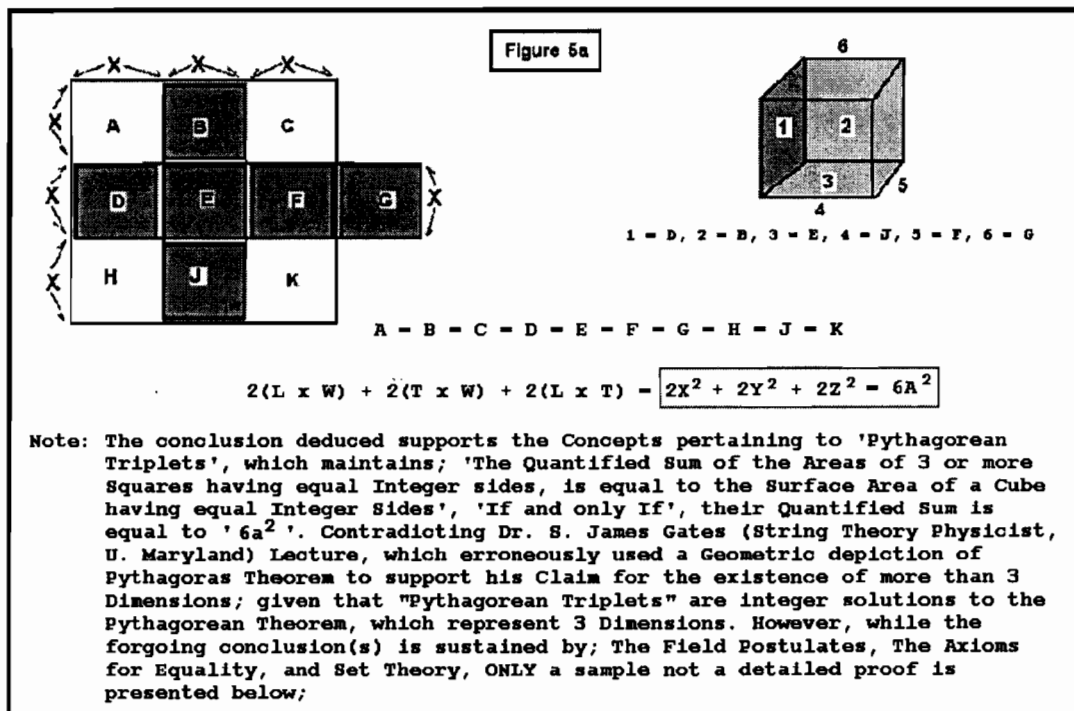 Figure 5a
X X X
X A B C
X D E F G X
X H J K
6
1 2
3 5
4
1 = D, 2 = B, 3 = E, 4 = J, 5 = F, 6 = G
A = B = C = D = E = F = G = H = J = K
2(L x W) + 2(T x W) + 2(L x T) = 2X² + 2Y² + 2Z² = 6A²
Note: The conclusion deduced supports the Concepts pertaining to 'Pythagorean
Triplets', which maintains; 'The Quantified Sum of the Areas of 3 or more
Squares having equal Integer sides, is equal to the Surface Area of a Cube
having equal Integer Sides', 'If and only If', their Quantified Sum is
equal to '6a²'. Contradicting Dr. S. James Gates (String Theory Physicist,
U. Maryland) Lecture, which erroneously used a Geometric depiction of
Pythagoras Theorem to support his Claim for the existence of more than 3
Dimensions; given that "Pythagorean Triplets" are integer solutions to the
Pythagorean Theorem, which represent 3 Dimensions. However, while the
forgoing conclusion(s) is sustained by; The Field Postulates, The Axioms
for Equality, and Set Theory, ONLY a sample not a detailed proof is
presented below;